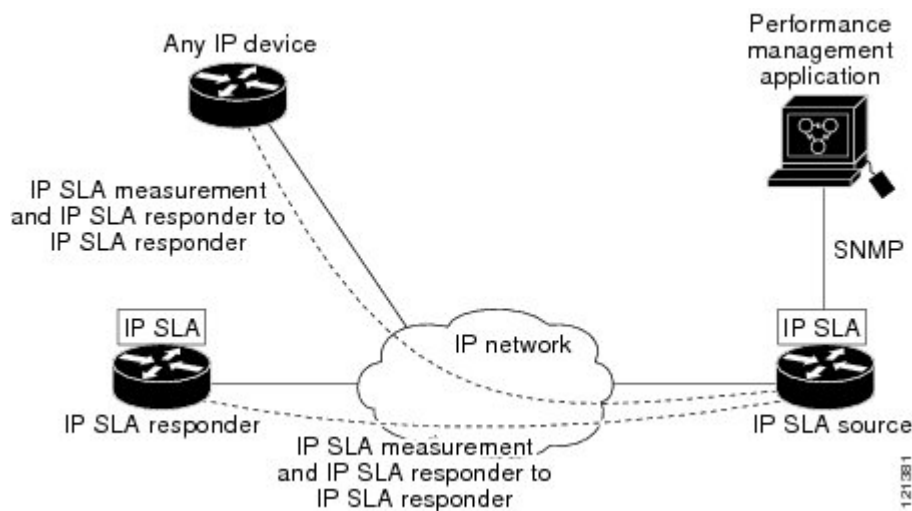 Any IP device
Performance
management
application
IP SLA measurement
and IP SLA responder to
IP SLA responder
SNMP
IP SLA
IP SLA
IP network
IP SLA responder
IP SLA source
IP SLA measurement
and IP SLA responder to
IP SLA responder
121381